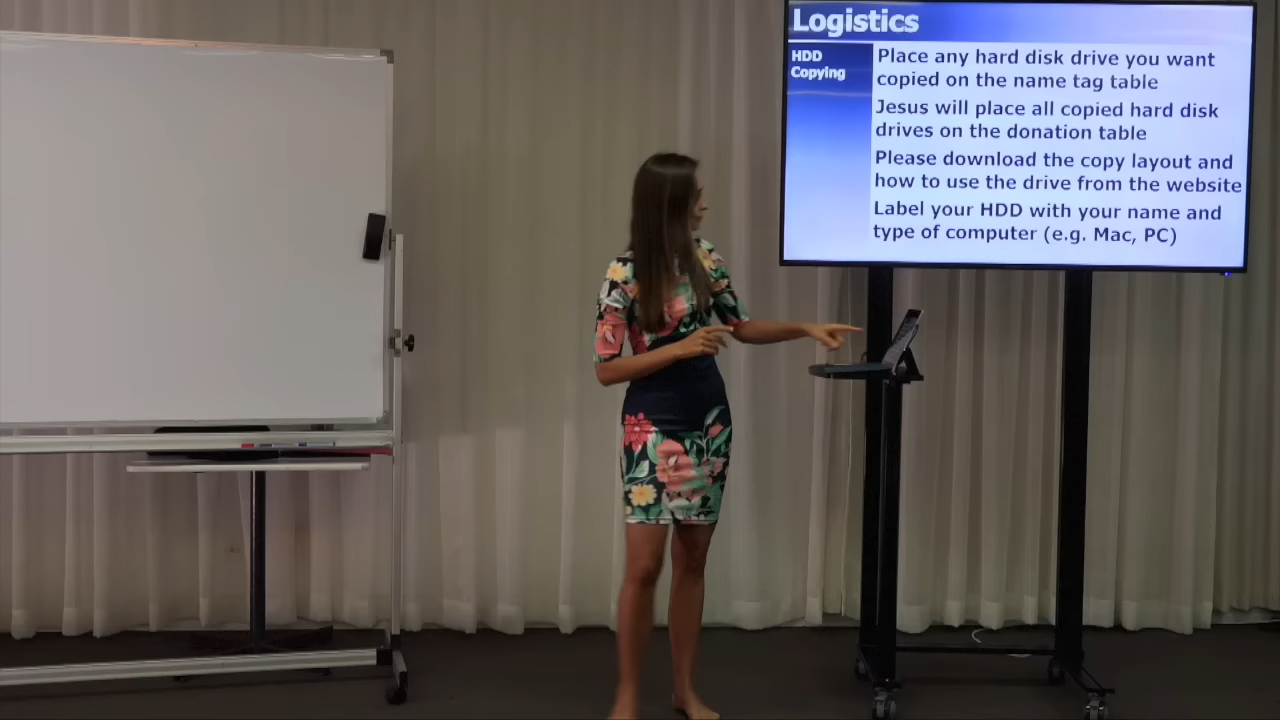 Logistics
HDD
Copying
Place any hard disk drive you want
copied on the name tag table
Jesus will place all copied hard disk
drives on the donation table
Please download the copy layout and
how to use the drive from the website
Label your HDD with your name and
type of computer (e.g. Mac, PC)